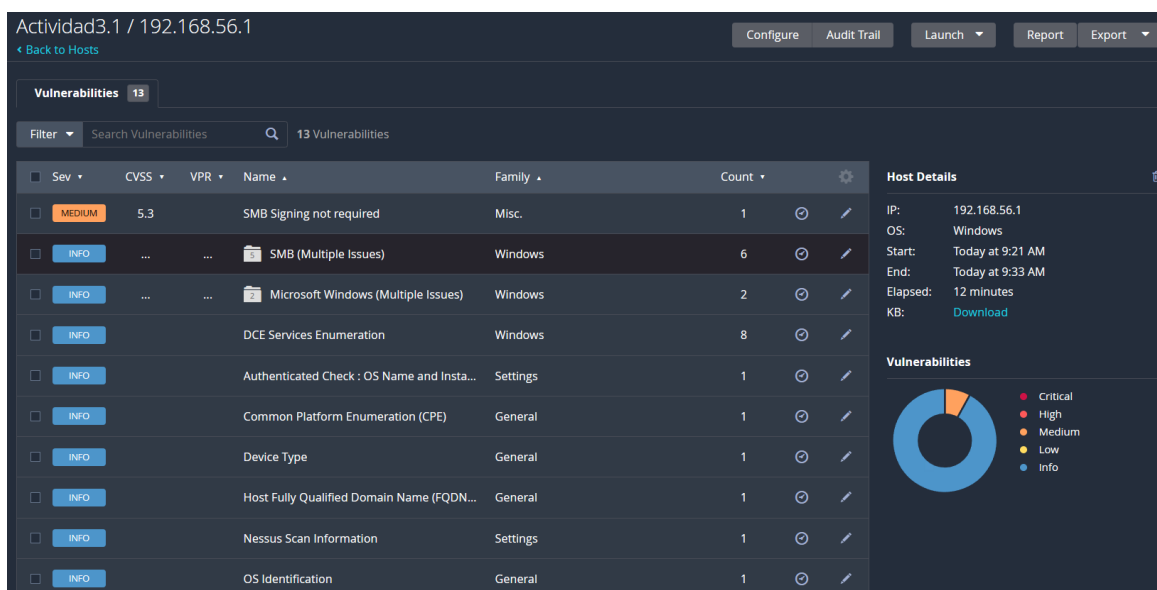 Actividad3.1 / 192.168.56.1
Configure Audit Trail Launch Report Export
Back to Hosts
Vulnerabilities 13
Filter Search Vulnerabilities 13 Vulnerabilities
Sev CVSS VPR Name Family Count Host Details
MEDIUM 5.3 SMB Signing not required Misc. 1
IP: 192.168.56.1
OS: Windows
INFO ... ... 5 SMB (Multiple Issues) Windows 6
Start: Today at 9:21 AM
End: Today at 9:33 AM
INFO ... ... 2 Microsoft Windows (Multiple Issues) Windows 2
Elapsed: 12 minutes
KB: Download
INFO DCE Services Enumeration Windows 8
Vulnerabilities
INFO Authenticated Check : OS Name and Insta... Settings 1
Critical
High
INFO Common Platform Enumeration (CPE) General 1
Medium
Low
INFO Device Type General 1
Info
INFO Host Fully Qualified Domain Name (FQDN... General 1
INFO Nessus Scan Information Settings 1
INFO OS Identification General 1